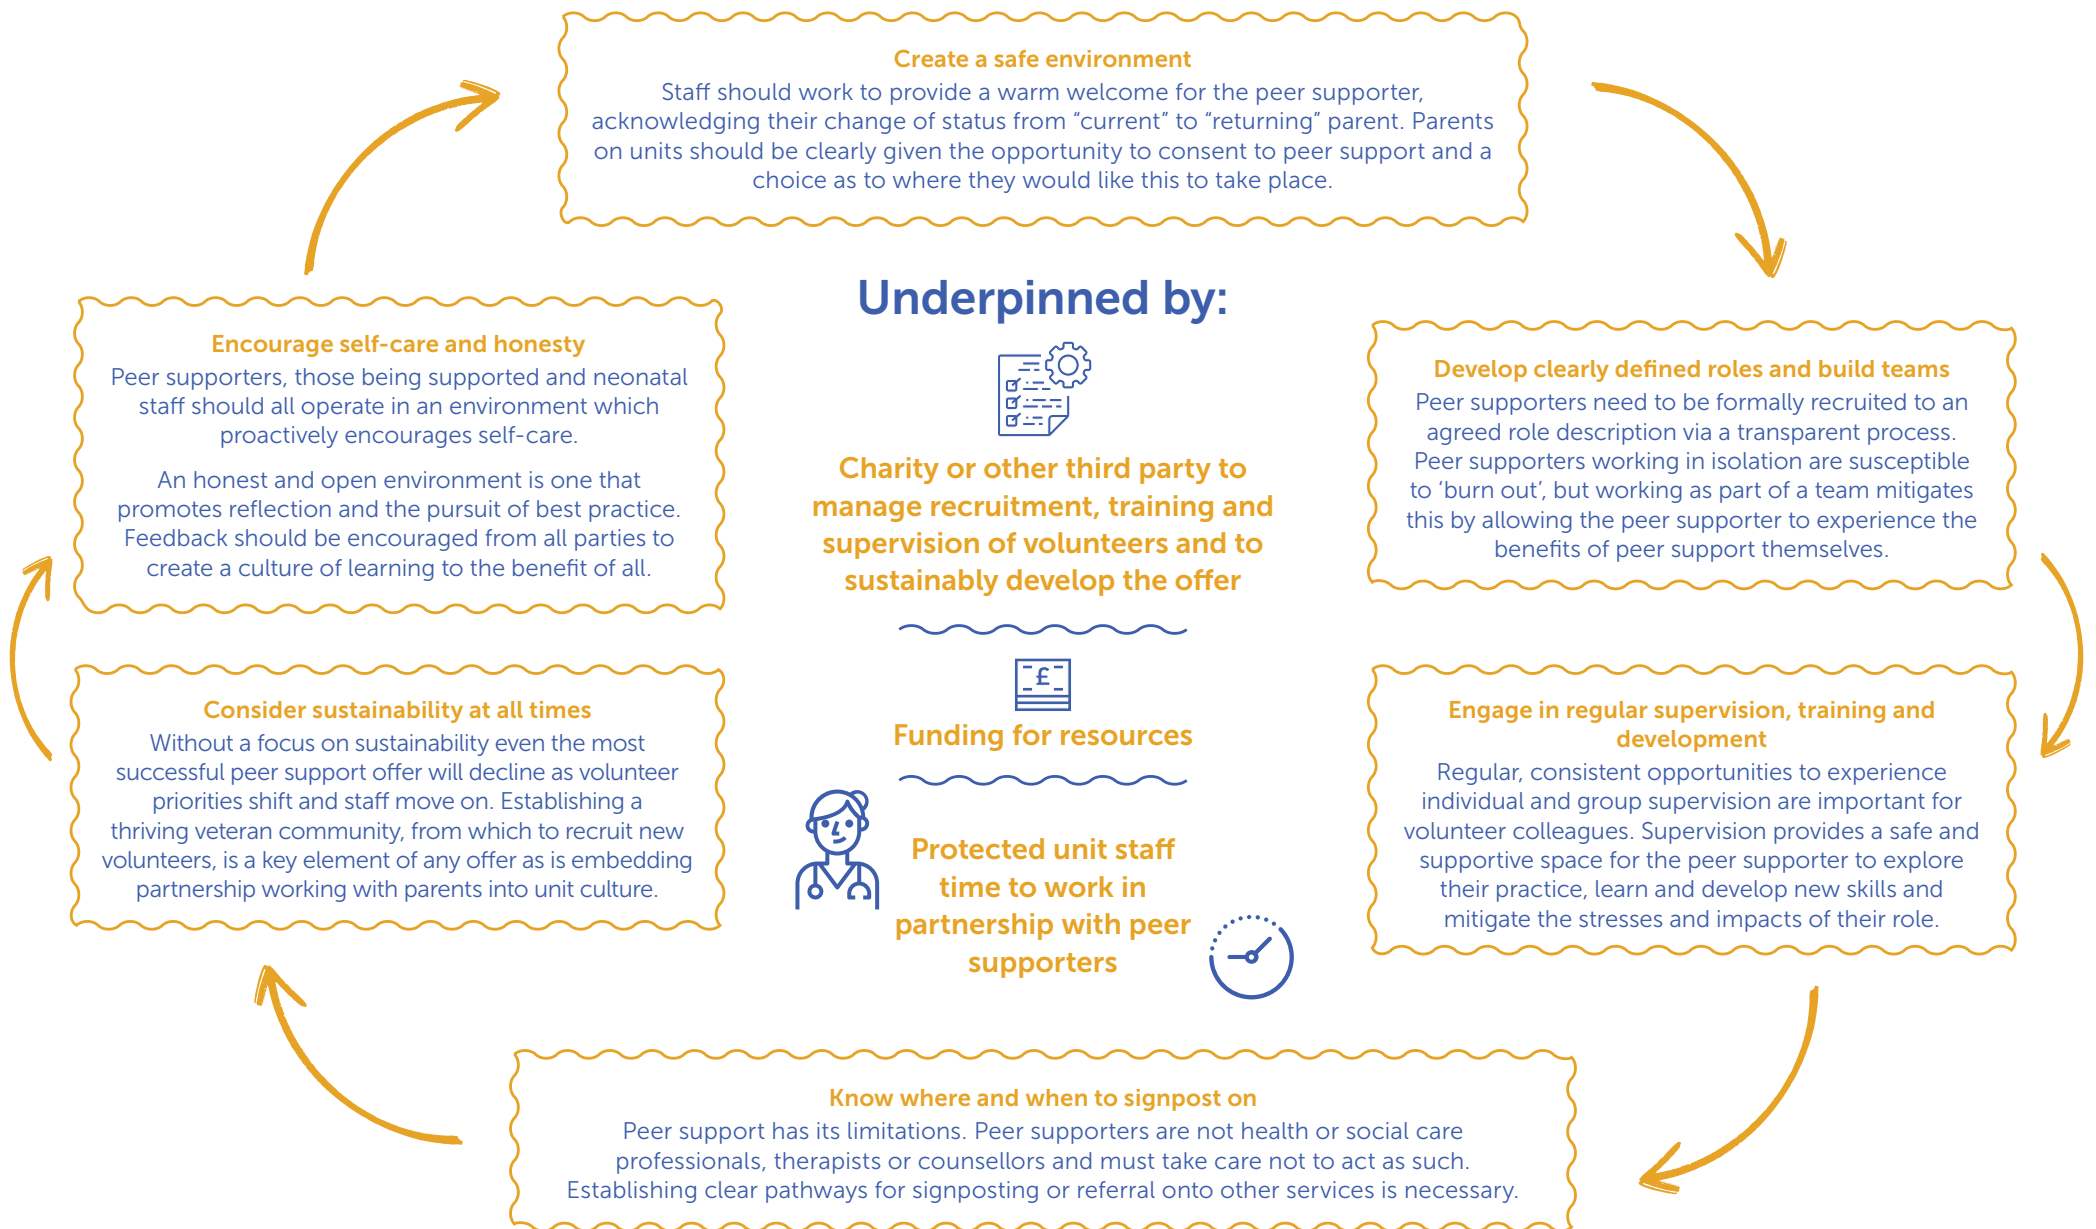 Create a safe environment
Staff should work to provide a warm welcome for the peer supporter,
acknowledging their change of status from “current” to “returning” parent. Parents
on units should be clearly given the opportunity to consent to peer support and a
choice as to where they would like this to take place.
Underpinned by:
Charity or other third party to
manage recruitment, training and
supervision of volunteers and to
sustainably develop the offer
£
Funding for resources
Protected unit staff
time to work in
partnership with peer
supporters
Develop clearly defined roles and build teams
Peer supporters need to be formally recruited to an
agreed role description via a transparent process.
Peer supporters working in isolation are susceptible
to ‘burn out’, but working as part of a team mitigates
this by allowing the peer supporter to experience the
benefits of peer support themselves.
Engage in regular supervision, training and
development
Regular, consistent opportunities to experience
individual and group supervision are important for
volunteer colleagues. Supervision provides a safe and
supportive space for the peer supporter to explore
their practice, learn and develop new skills and
mitigate the stresses and impacts of their role.
Know where and when to signpost on
Peer support has its limitations. Peer supporters are not health or social care
professionals, therapists or counsellors and must take care not to act as such.
Establishing clear pathways for signposting or referral onto other services is necessary.
Consider sustainability at all times
Without a focus on sustainability even the most
successful peer support offer will decline as volunteer
priorities shift and staff move on. Establishing a
thriving veteran community, from which to recruit new
volunteers, is a key element of any offer as is embedding
partnership working with parents into unit culture.
Encourage self-care and honesty
Peer supporters, those being supported and neonatal
staff should all operate in an environment which
proactively encourages self-care.
An honest and open environment is one that
promotes reflection and the pursuit of best practice.
Feedback should be encouraged from all parties to
create a culture of learning to the benefit of all.